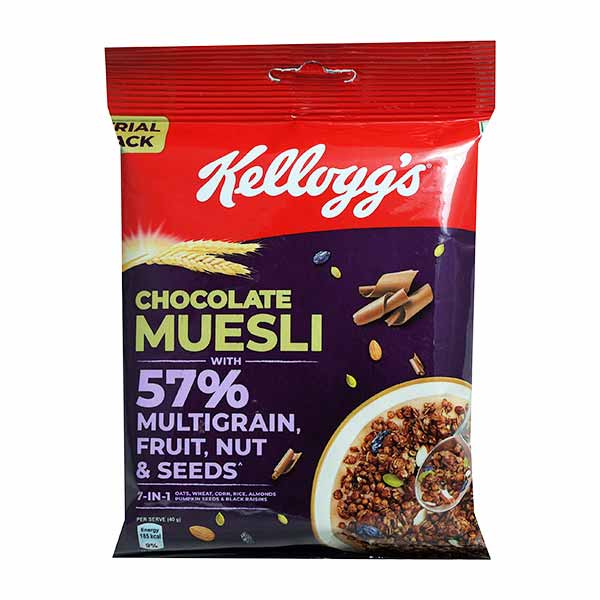 TRIAL
PACK
Kellogg's
CHOCOLATE
MUESLI
WITH
57%
MULTIGRAIN,
FRUIT, NUT
& SEEDS^
7-IN-1 OATS, WHEAT, CORN, RICE, ALMONDS
PUMPKIN SEEDS & BLACK RAISINS
PER SERVE (40 g)
Energy
185 kcal
9%